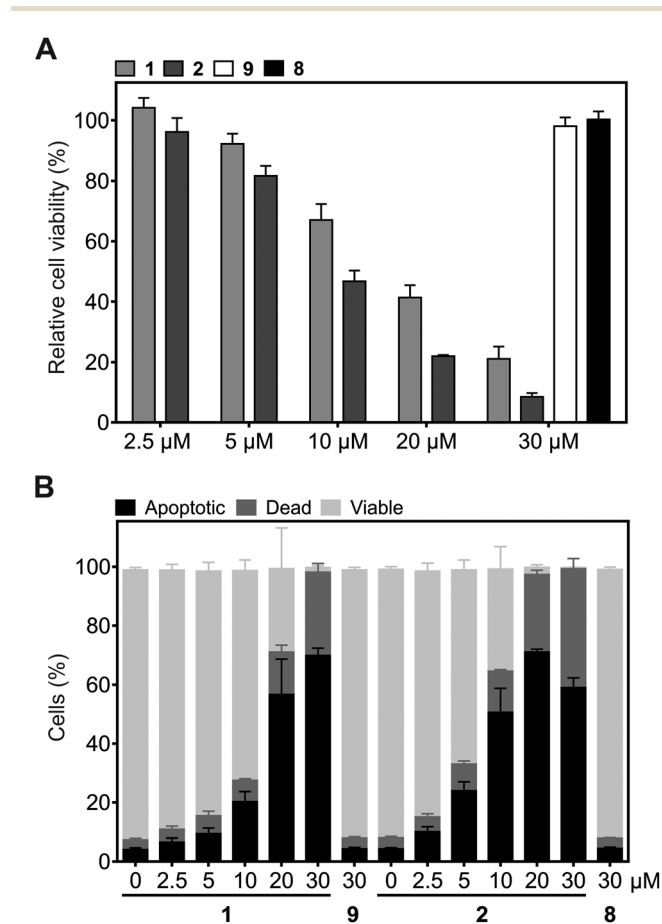 A
1 2 9 8
Relative cell viability (%)
100
80
60
40
20
0
2.5 µM 5 µM 10 µM 20 µM 30 µM
B
Apoptotic Dead Viable
Cells (%)
100
80
60
40
20
0
0 2.5 5 10 20 30 30 0 2.5 5 10 20 30 30 µM
1 9 2 8